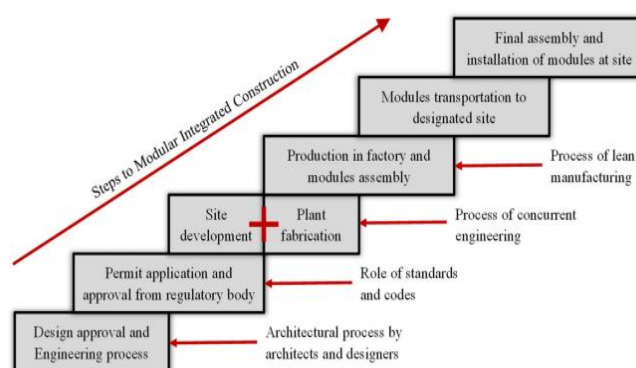 Final assembly and
installation of modules at site
Modules transportation to
designated site
Steps to Modular Integrated Construction
Production in factory and
modules assembly
Process of lean
manufacturing
Site
development
Plant
fabrication
Process of concurrent
engineering
Permit application and
approval from regulatory body
Role of standards
and codes
Design approval and
Engineering process
Architectural process by
architects and designers